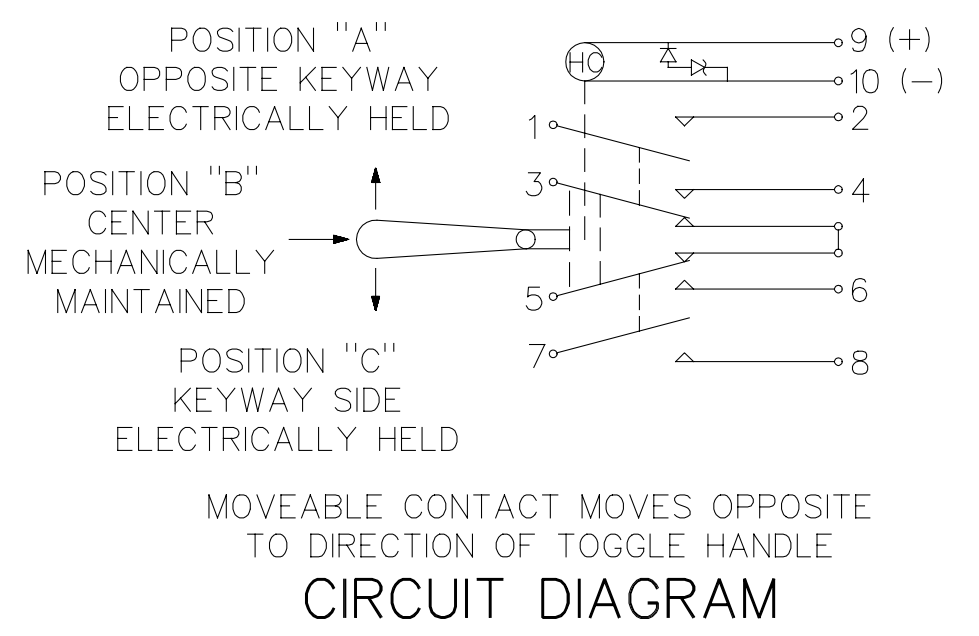 POSITION "A"
OPPOSITE KEYWAY
ELECTRICALLY HELD
POSITION "B"
CENTER
MECHANICALLY
MAINTAINED
POSITION "C"
KEYWAY SIDE
ELECTRICALLY HELD
HC
9 (+)
10 (-)
1
2
3
4
5
6
7
8
MOVEABLE CONTACT MOVES OPPOSITE
TO DIRECTION OF TOGGLE HANDLE
CIRCUIT DIAGRAM